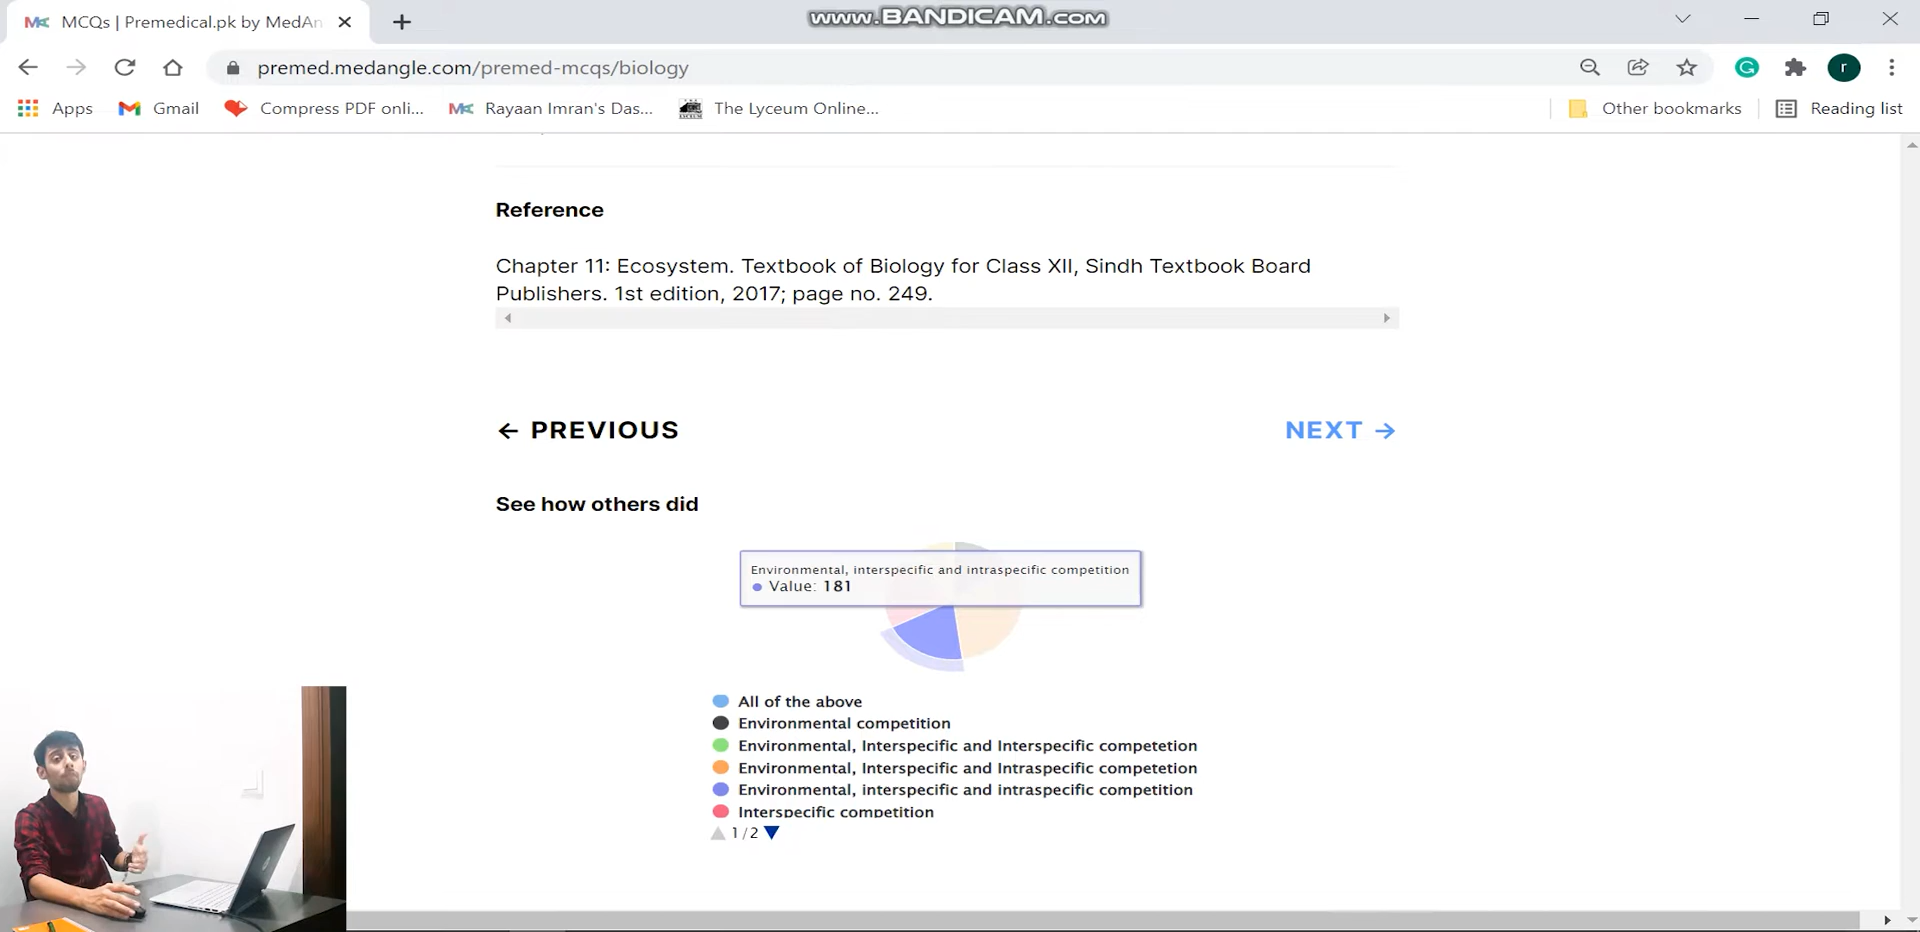 MCQs | Premedical.pk by MedAn
www.BANDICAM.com
premed.medangle.com/premed-mcqs/biology
r
Apps
Gmail
Compress PDF onli...
Rayaan Imran's Das...
The Lyceum Online...
Other bookmarks
Reading list
Reference
Chapter 11: Ecosystem. Textbook of Biology for Class XII, Sindh Textbook Board
Publishers. 1st edition, 2017; page no. 249.
← PREVIOUS
NEXT →
See how others did
Environmental, interspecific and intraspecific competition
Value: 181
All of the above
Environmental competition
Environmental, Interspecific and Interspecific competetion
Environmental, Interspecific and Intraspecific competetion
Environmental, interspecific and intraspecific competition
Interspecific competition
1/2